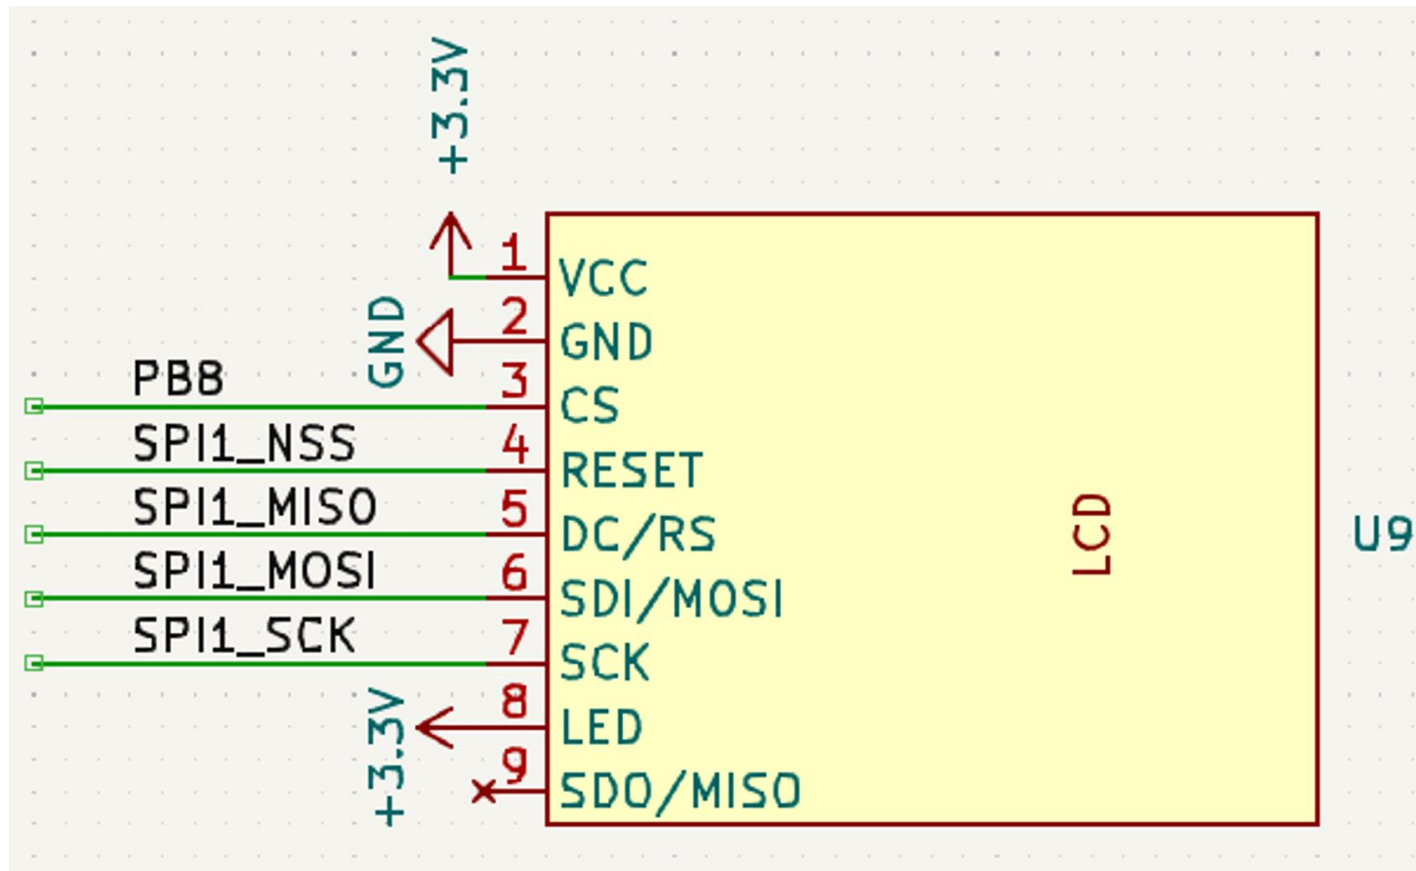 +3.3V
1 VCC
GND 2 GND
PB8 3 CS
SPI1_NSS 4 RESET
SPI1_MISO 5 DC/RS
SPI1_MOSI 6 SDI/MOSI
SPI1_SCK 7 SCK
+3.3V 8 LED
9 SDO/MISO
LCD
U9